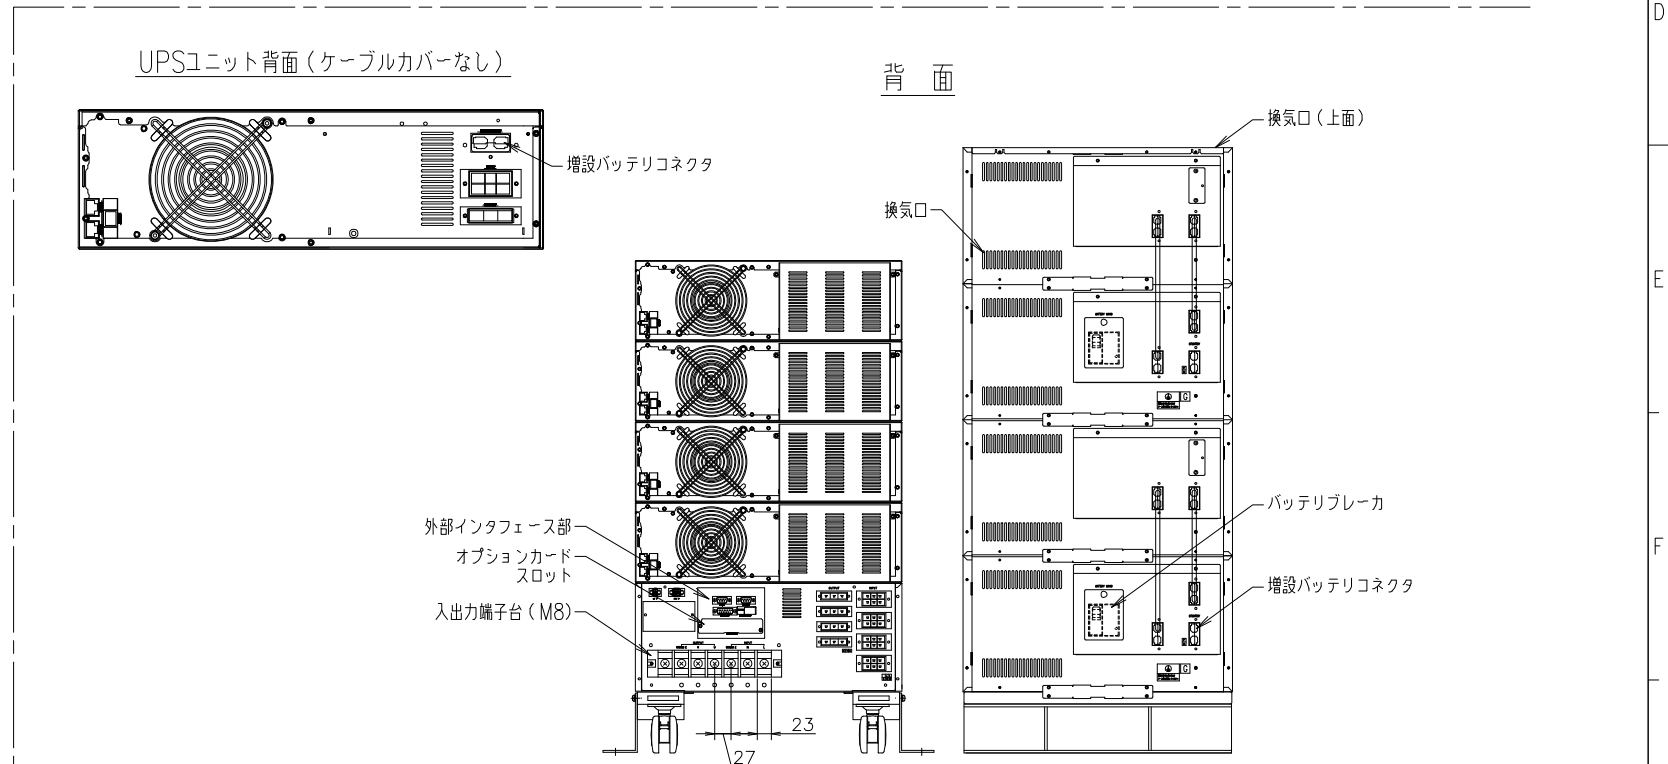 D
UPSユニット背面(ケーブルカバーなし)
背 面
換気口(上面)
増設バッテリコネクタ
換気口
E
バッテリブレーカ
F
外部インタフェース部
オプションカード
スロット
増設バッテリコネクタ
入出力端子台(M8)
OUTPUT
INPUT
G
G
23
27